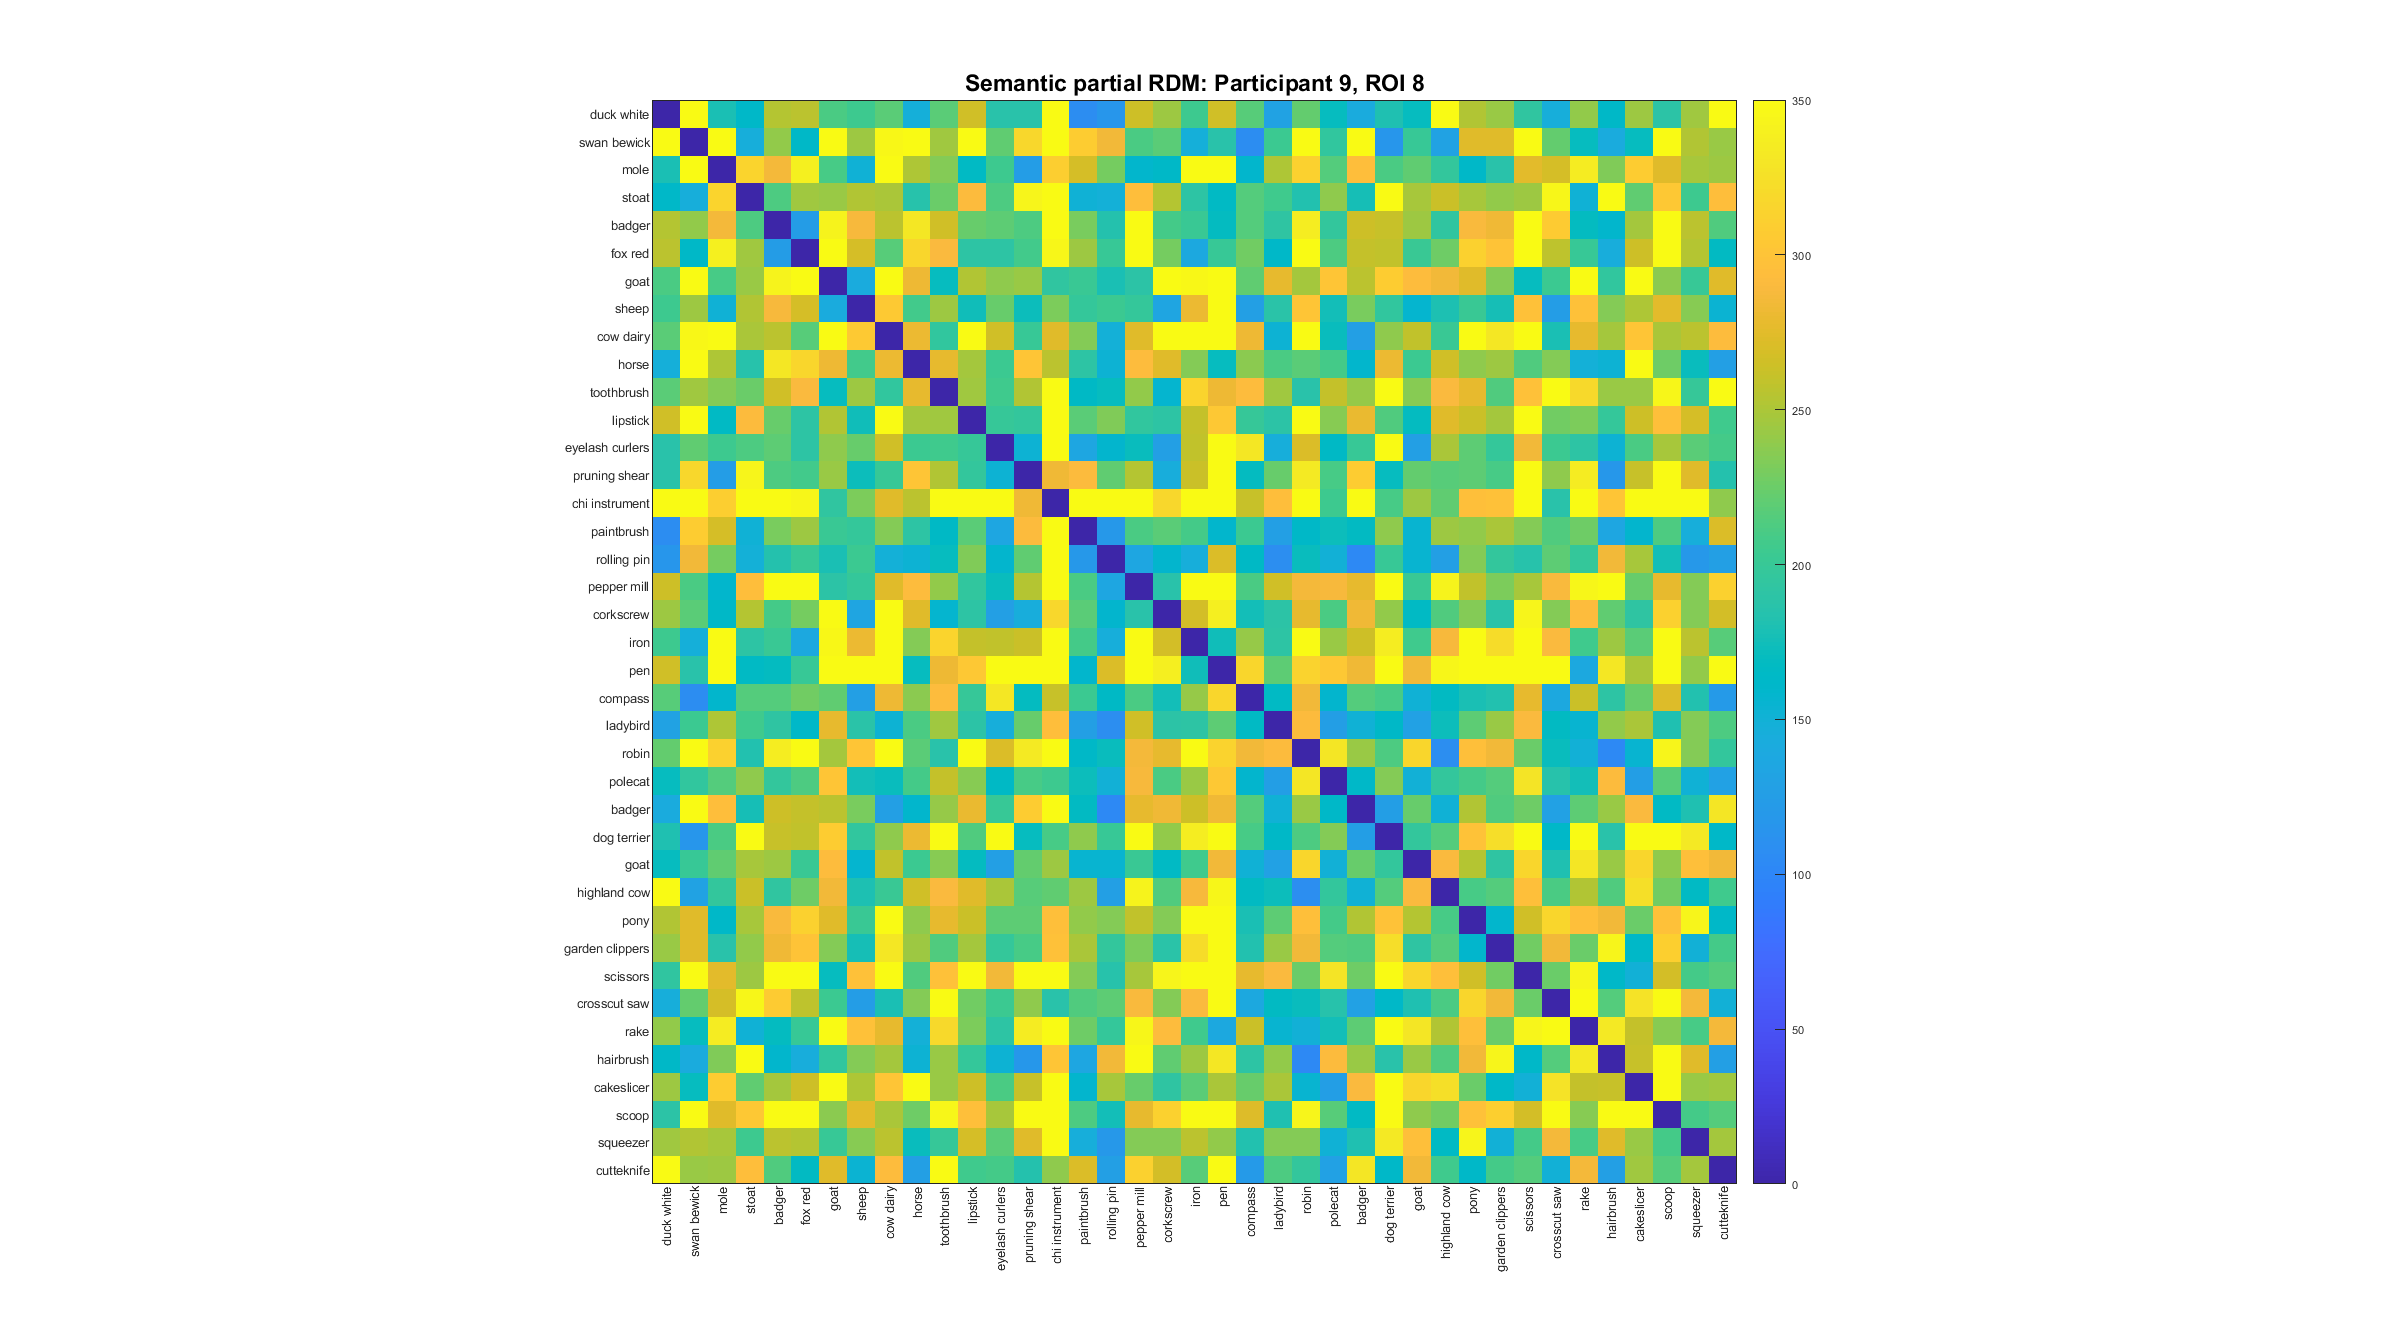 Semantic partial RDM: Participant 9, ROI 8
duck white
swan bewick
mole
stoat
badger
fox red
goat
sheep
cow dairy
horse
toothbrush
lipstick
eyelash curlers
pruning shear
chi instrument
paintbrush
rolling pin
pepper mill
corkscrew
iron
pen
compass
ladybird
robin
polecat
badger
dog terrier
goat
highland cow
pony
garden clippers
scissors
crosscut saw
rake
hairbrush
cakeslicer
scoop
squeezer
cutteknife
350
300
250
200
150
100
50
0
duck white
swan bewick
mole
stoat
badger
fox red
goat
sheep
cow dairy
horse
toothbrush
lipstick
eyelash curlers
pruning shear
chi instrument
paintbrush
rolling pin
pepper mill
corkscrew
iron
pen
compass
ladybird
robin
polecat
badger
dog terrier
goat
highland cow
pony
garden clippers
scissors
crosscut saw
rake
hairbrush
cakeslicer
scoop
squeezer
cutteknife